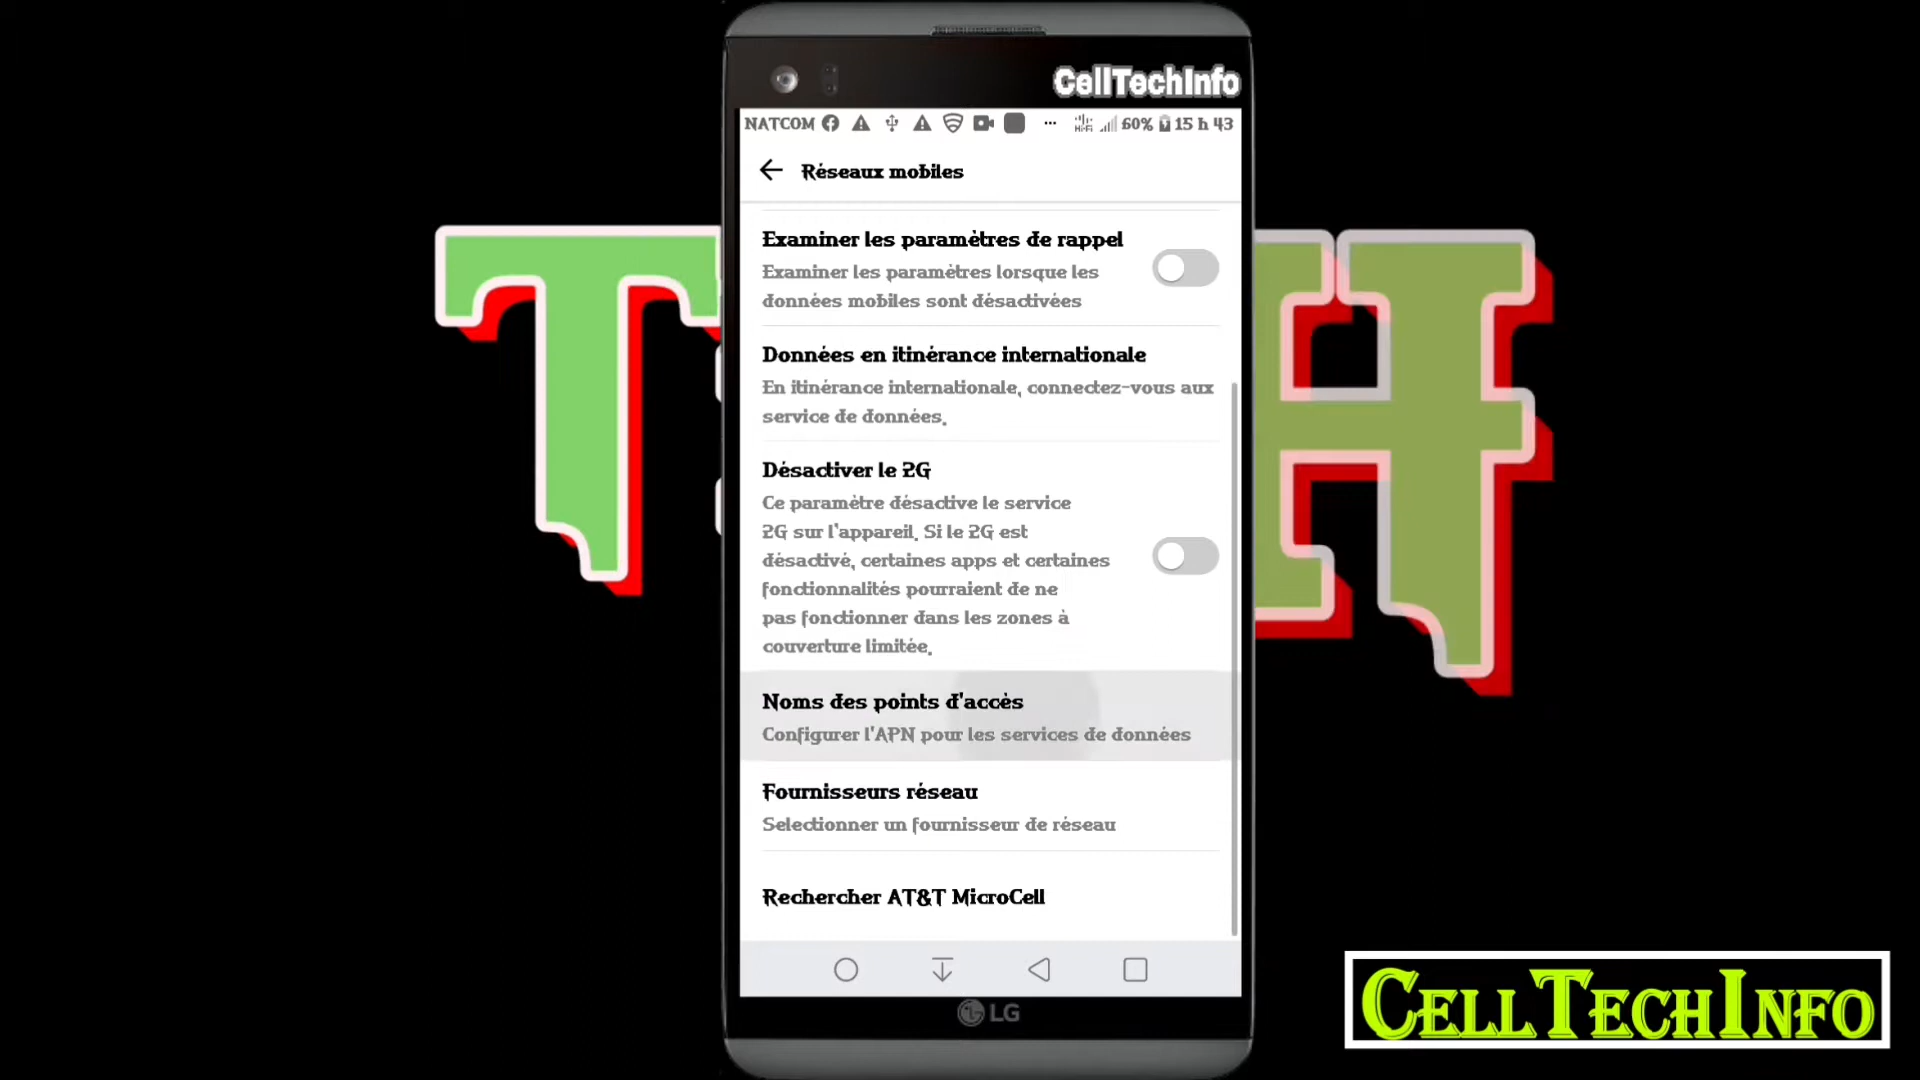 CellTechInfo
NATCOM 60% 15 h 43
Réseaux mobiles
Examiner les paramètres de rappel
Examiner les paramètres lorsque les
données mobiles sont désactivées
Données en itinérance internationale
En itinérance internationale, connectez-vous aux
service de données.
Désactiver le 2G
Ce paramètre désactive le service
2G sur l'appareil. Si le 2G est
désactivé, certaines apps et certaines
fonctionnalités pourraient de ne
pas fonctionner dans les zones à
couverture limitée.
Noms des points d'accès
Configurer l'APN pour les services de données
Fournisseurs réseau
Selectionner un fournisseur de réseau
Rechercher AT&T MicroCell
LG
T H
CellTechInfo